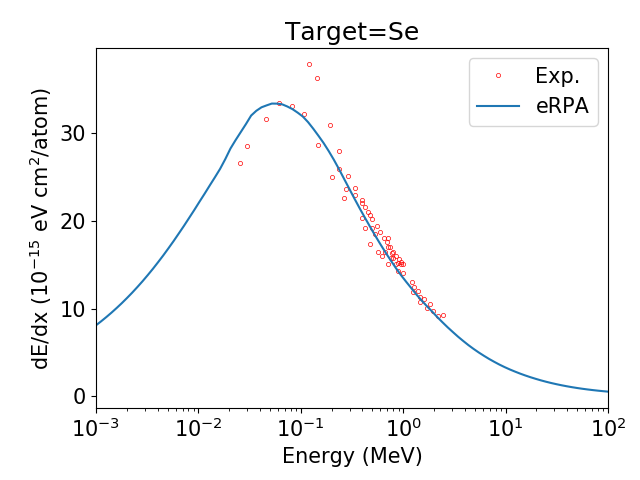 Target=Se
dE/dx (10⁻¹⁵ eV cm²/atom)
30
20
10
0
Exp.
eRPA
10⁻³ 10⁻² 10⁻¹ 10⁰ 10¹ 10²
Energy (MeV)